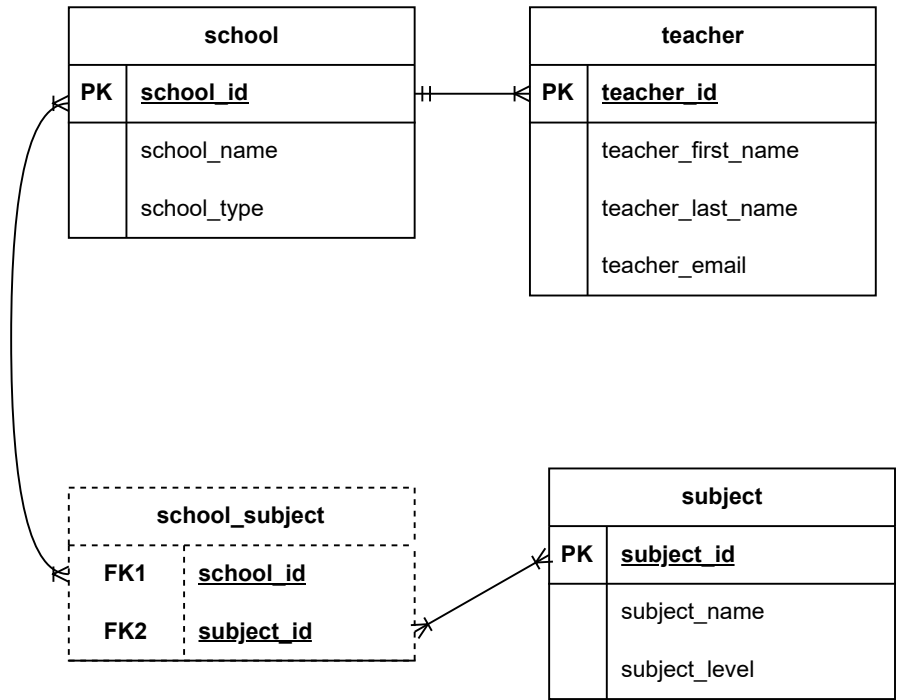 school
PK school_id
school_name
school_type
teacher
PK teacher_id
teacher_first_name
teacher_last_name
teacher_email
school_subject
FK1 school_id
FK2 subject_id
subject
PK subject_id
subject_name
subject_level